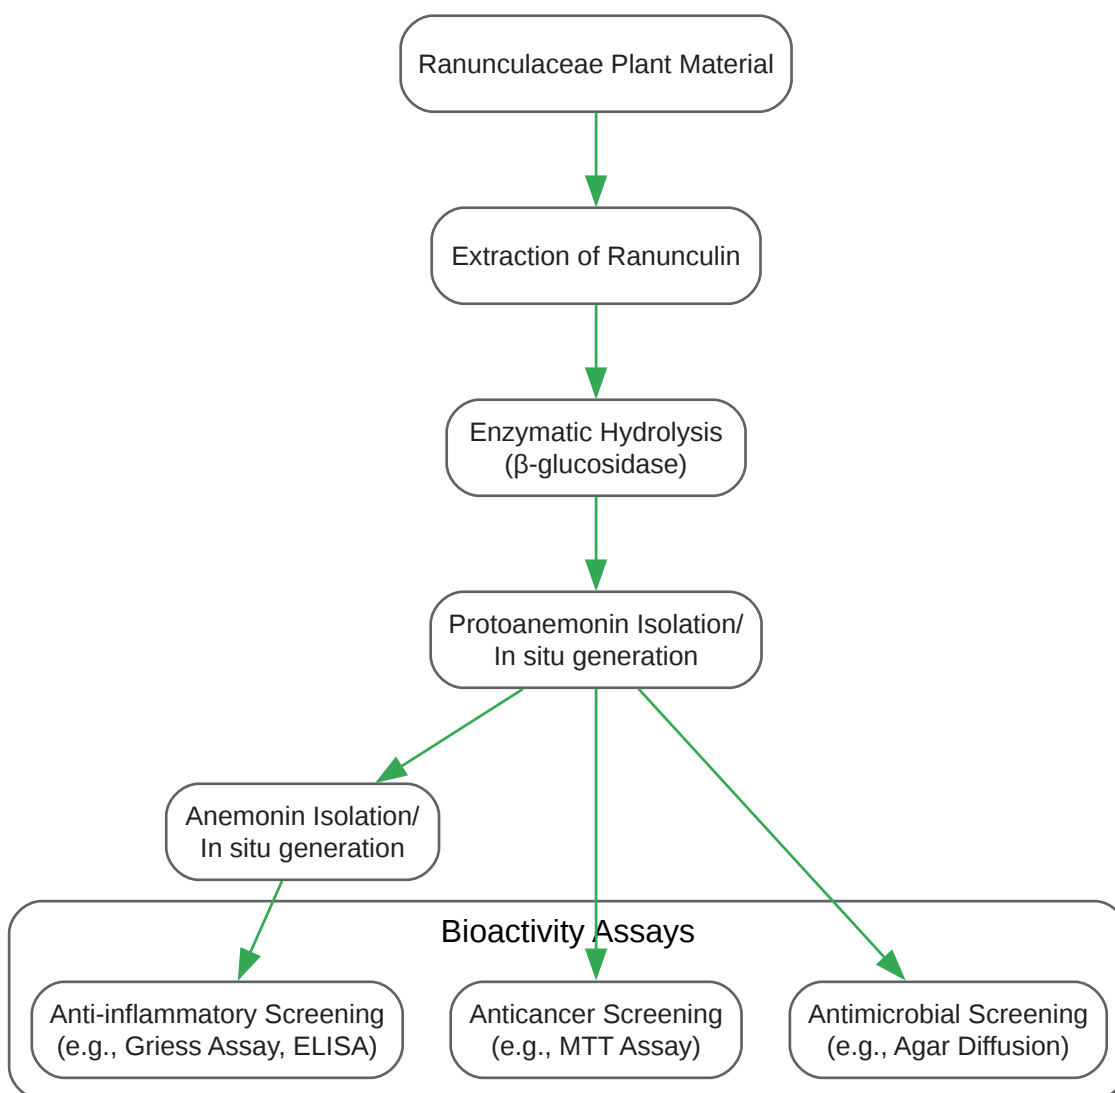 Ranunculaceae Plant Material
Extraction of Ranunculin
Enzymatic Hydrolysis
(β-glucosidase)
Protoanemonin Isolation/
In situ generation
Anemonin Isolation/
In situ generation
Bioactivity Assays
Anti-inflammatory Screening
(e.g., Griess Assay, ELISA)
Anticancer Screening
(e.g., MTT Assay)
Antimicrobial Screening
(e.g., Agar Diffusion)